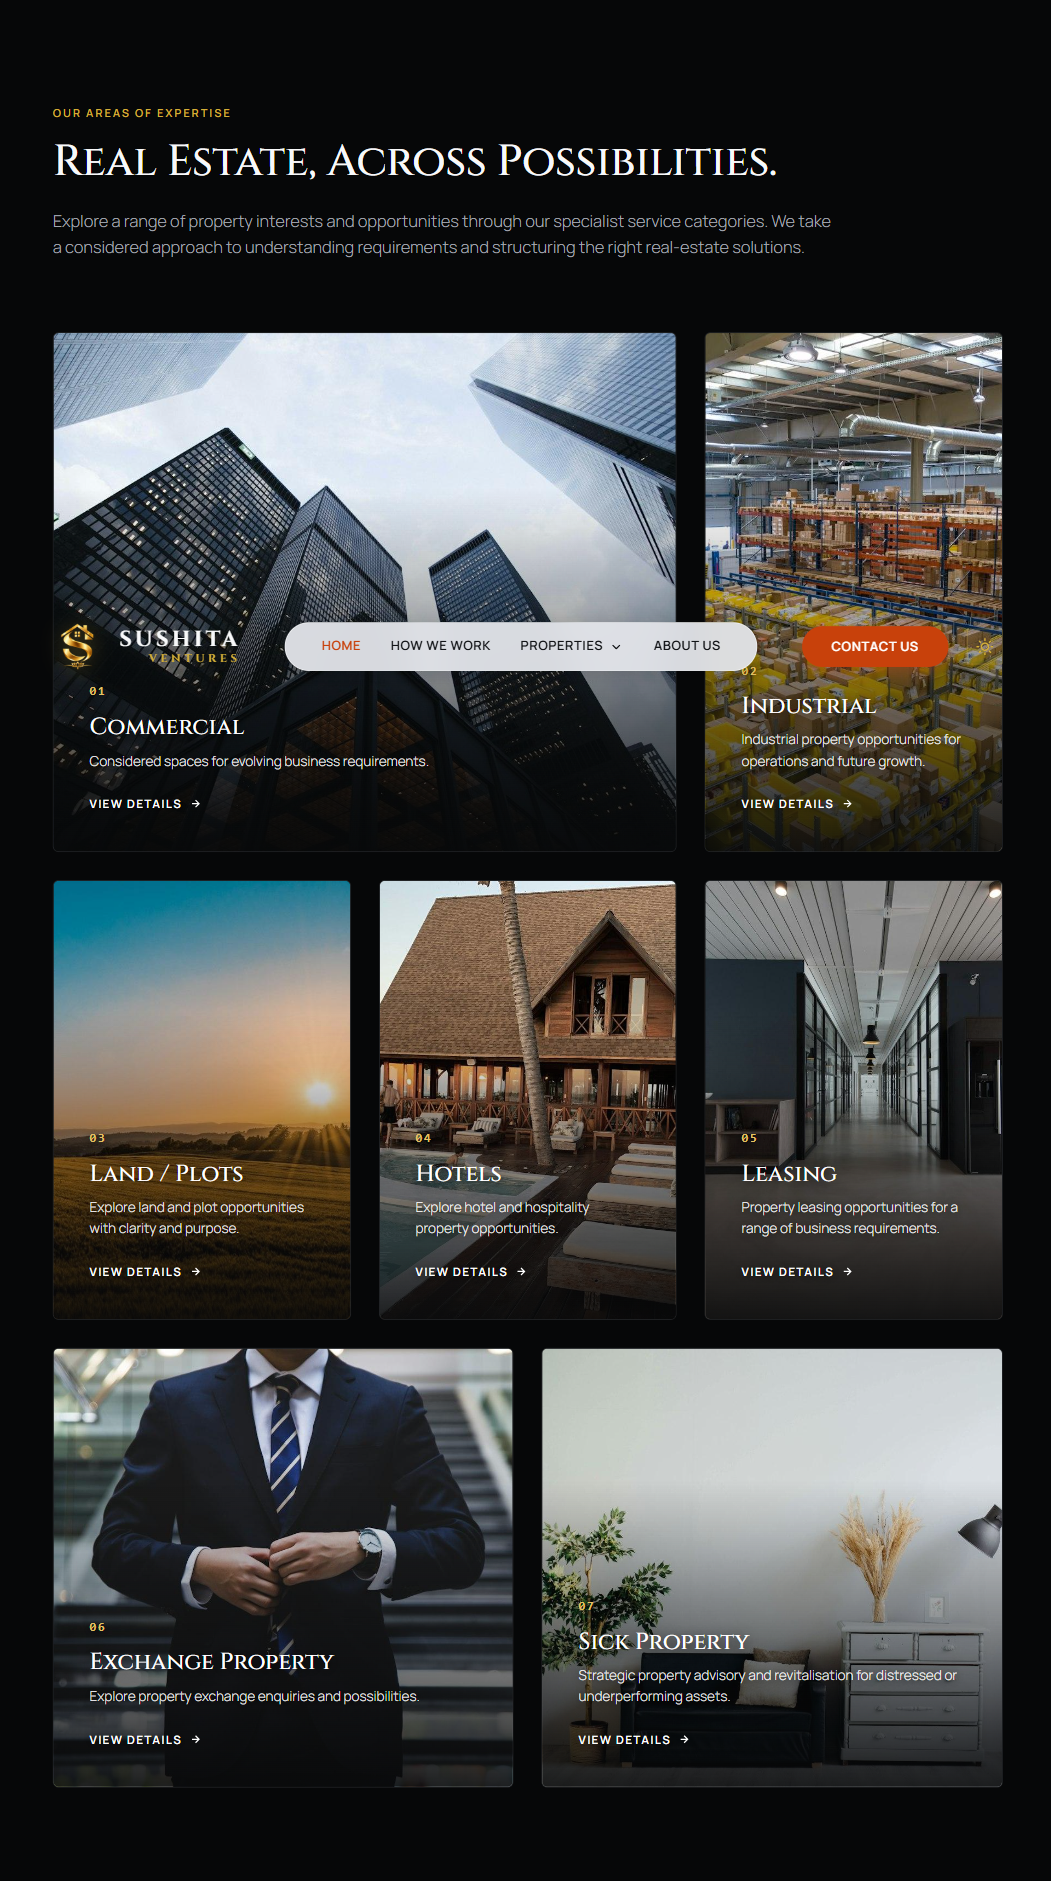 OUR AREAS OF EXPERTISE
Real Estate, Across Possibilities.
Explore a range of property interests and opportunities through our specialist service categories. We take
a considered approach to understanding requirements and structuring the right real-estate solutions.
SUSHITA
VENTURES
HOME HOW WE WORK PROPERTIES ABOUT US
CONTACT US
01
Commercial
Considered spaces for evolving business requirements.
VIEW DETAILS →
02
Industrial
Industrial property opportunities for
operations and future growth.
VIEW DETAILS →
03
Land / Plots
Explore land and plot opportunities
with clarity and purpose.
VIEW DETAILS →
04
Hotels
Explore hotel and hospitality
property opportunities.
VIEW DETAILS →
05
Leasing
Property leasing opportunities for a
range of business requirements.
VIEW DETAILS →
06
Exchange Property
Explore property exchange enquiries and possibilities.
VIEW DETAILS →
07
Sick Property
Strategic property advisory and revitalisation for distressed or
underperforming assets.
VIEW DETAILS →